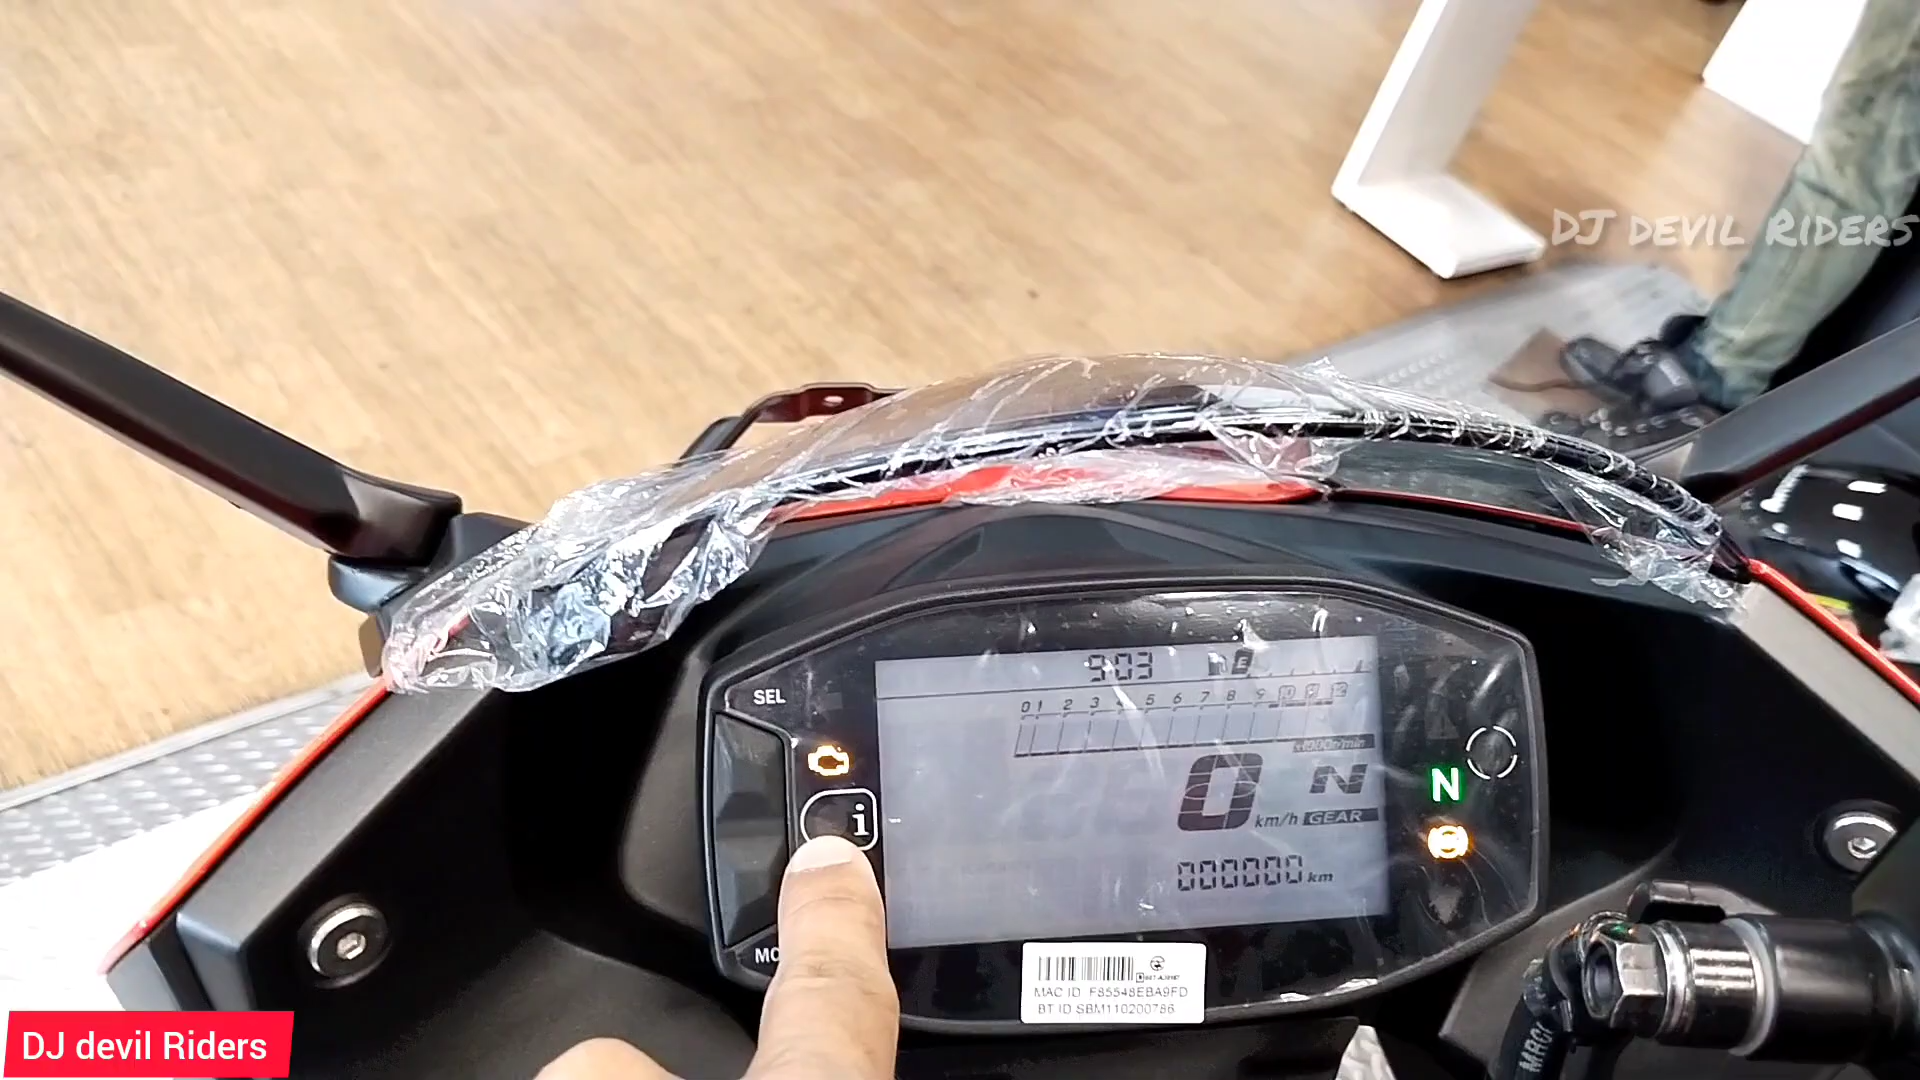 DJ devil Riders
SEL
9:03
E
0 1 2 3 4 5 6 7 8 9 10 11 12
x1000r/min
i
0 km/h
N
GEAR
N
000000 km
MO
MAC ID F85548EBA9FD
BT ID SBM110200786
DJ devil Riders